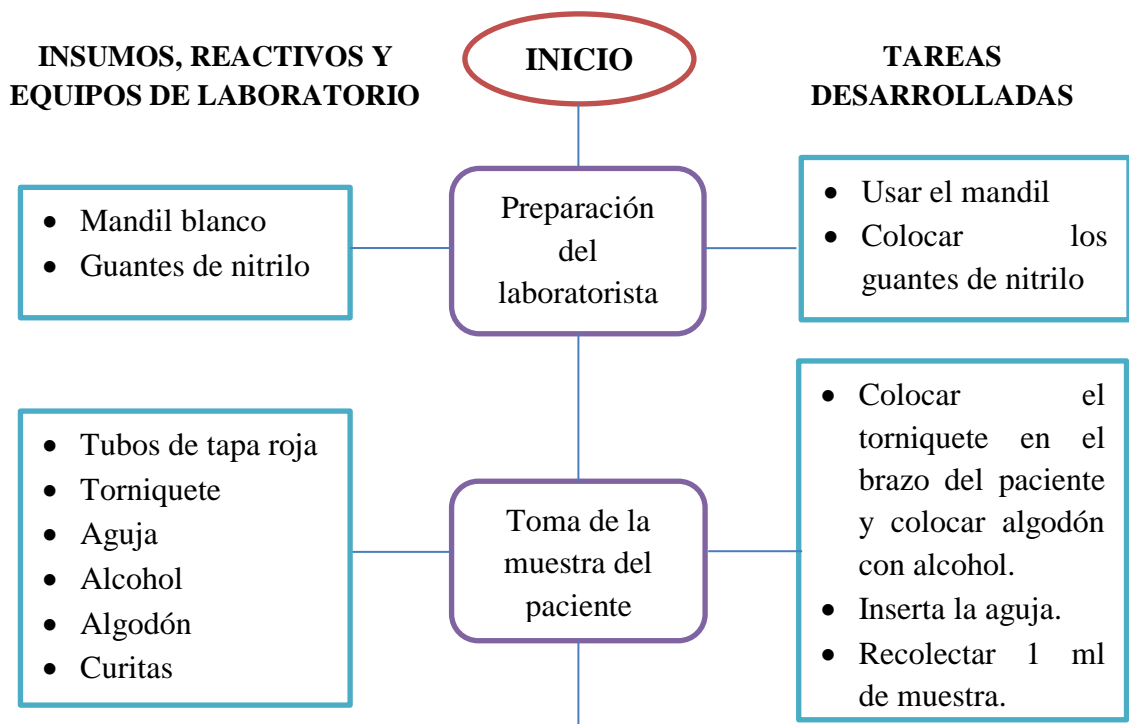 INSUMOS, REACTIVOS Y
EQUIPOS DE LABORATORIO
INICIO
TAREAS
DESARROLLADAS
• Mandil blanco
• Guantes de nitrilo
Preparación
del
laboratorista
• Usar el mandil
• Colocar los
guantes de nitrilo
• Tubos de tapa roja
• Torniquete
• Aguja
• Alcohol
• Algodón
• Curitas
Toma de la
muestra del
paciente
• Colocar el
torniquete en el
brazo del paciente
y colocar algodón
con alcohol.
• Inserta la aguja.
• Recolectar 1 ml
de muestra.